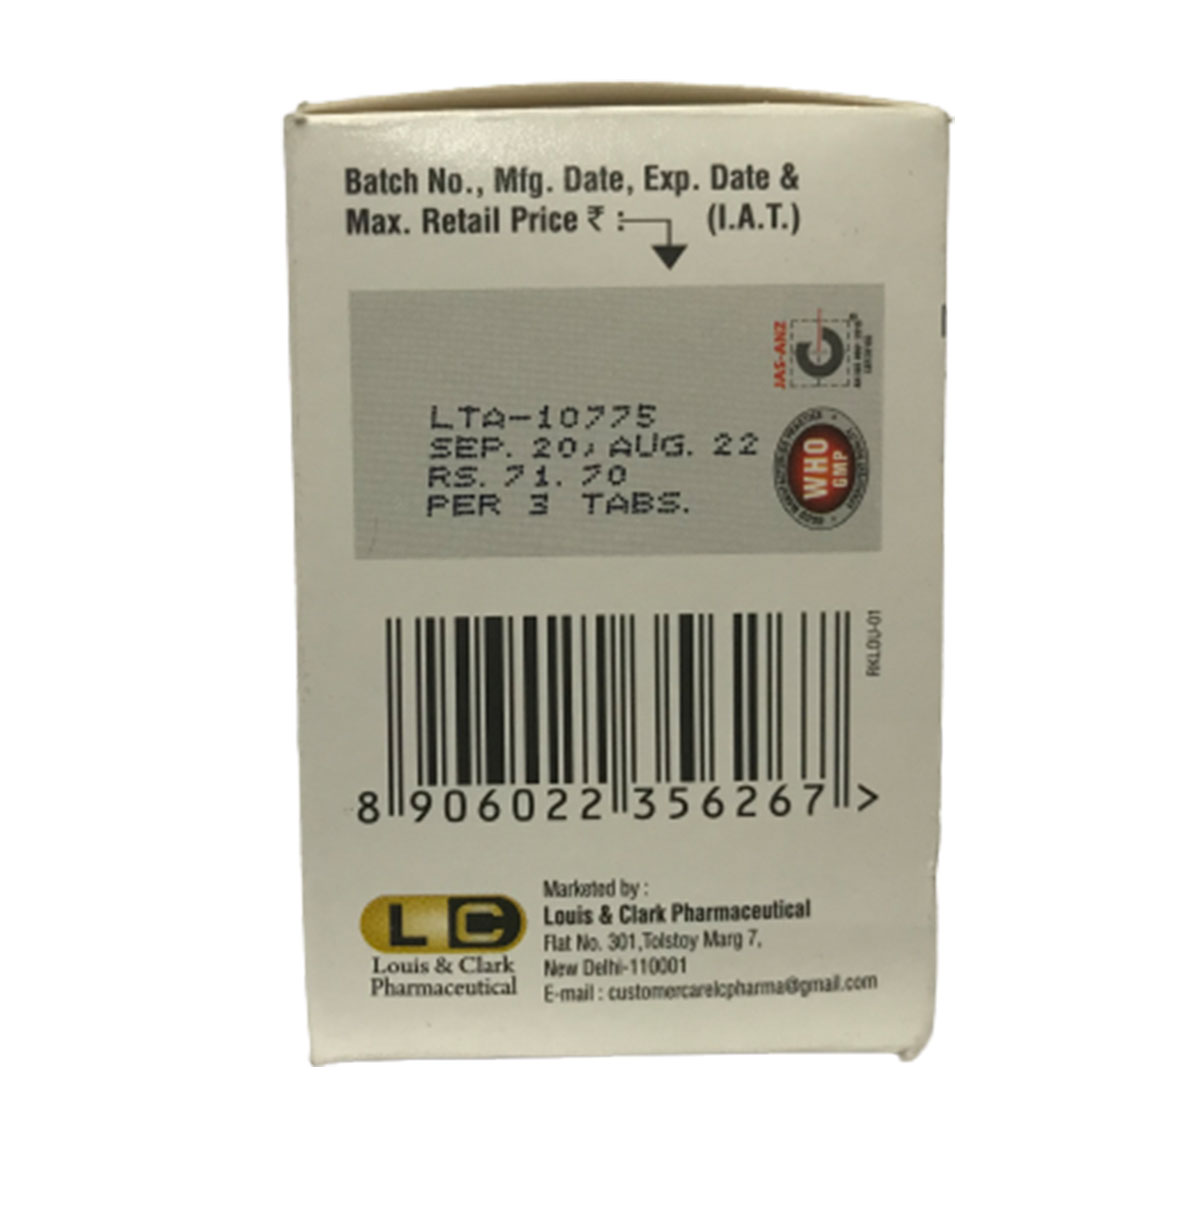 Batch No., Mfg. Date, Exp. Date &
Max. Retail Price ₹ : (I.A.T.)
JAS-ANZ
LTA-10775
SEP. 20, AUG. 22
RS. 71. 70
PER 3 TABS.
WHO
GMP
RKLOU-01
8 906022 356267 >
LC
Louis & Clark
Pharmaceutical
Marketed by :
Louis & Clark Pharmaceutical
Flat No. 301,Tolstoy Marg 7,
New Delhi-110001
E-mail : customercarelcpharma@gmail.com